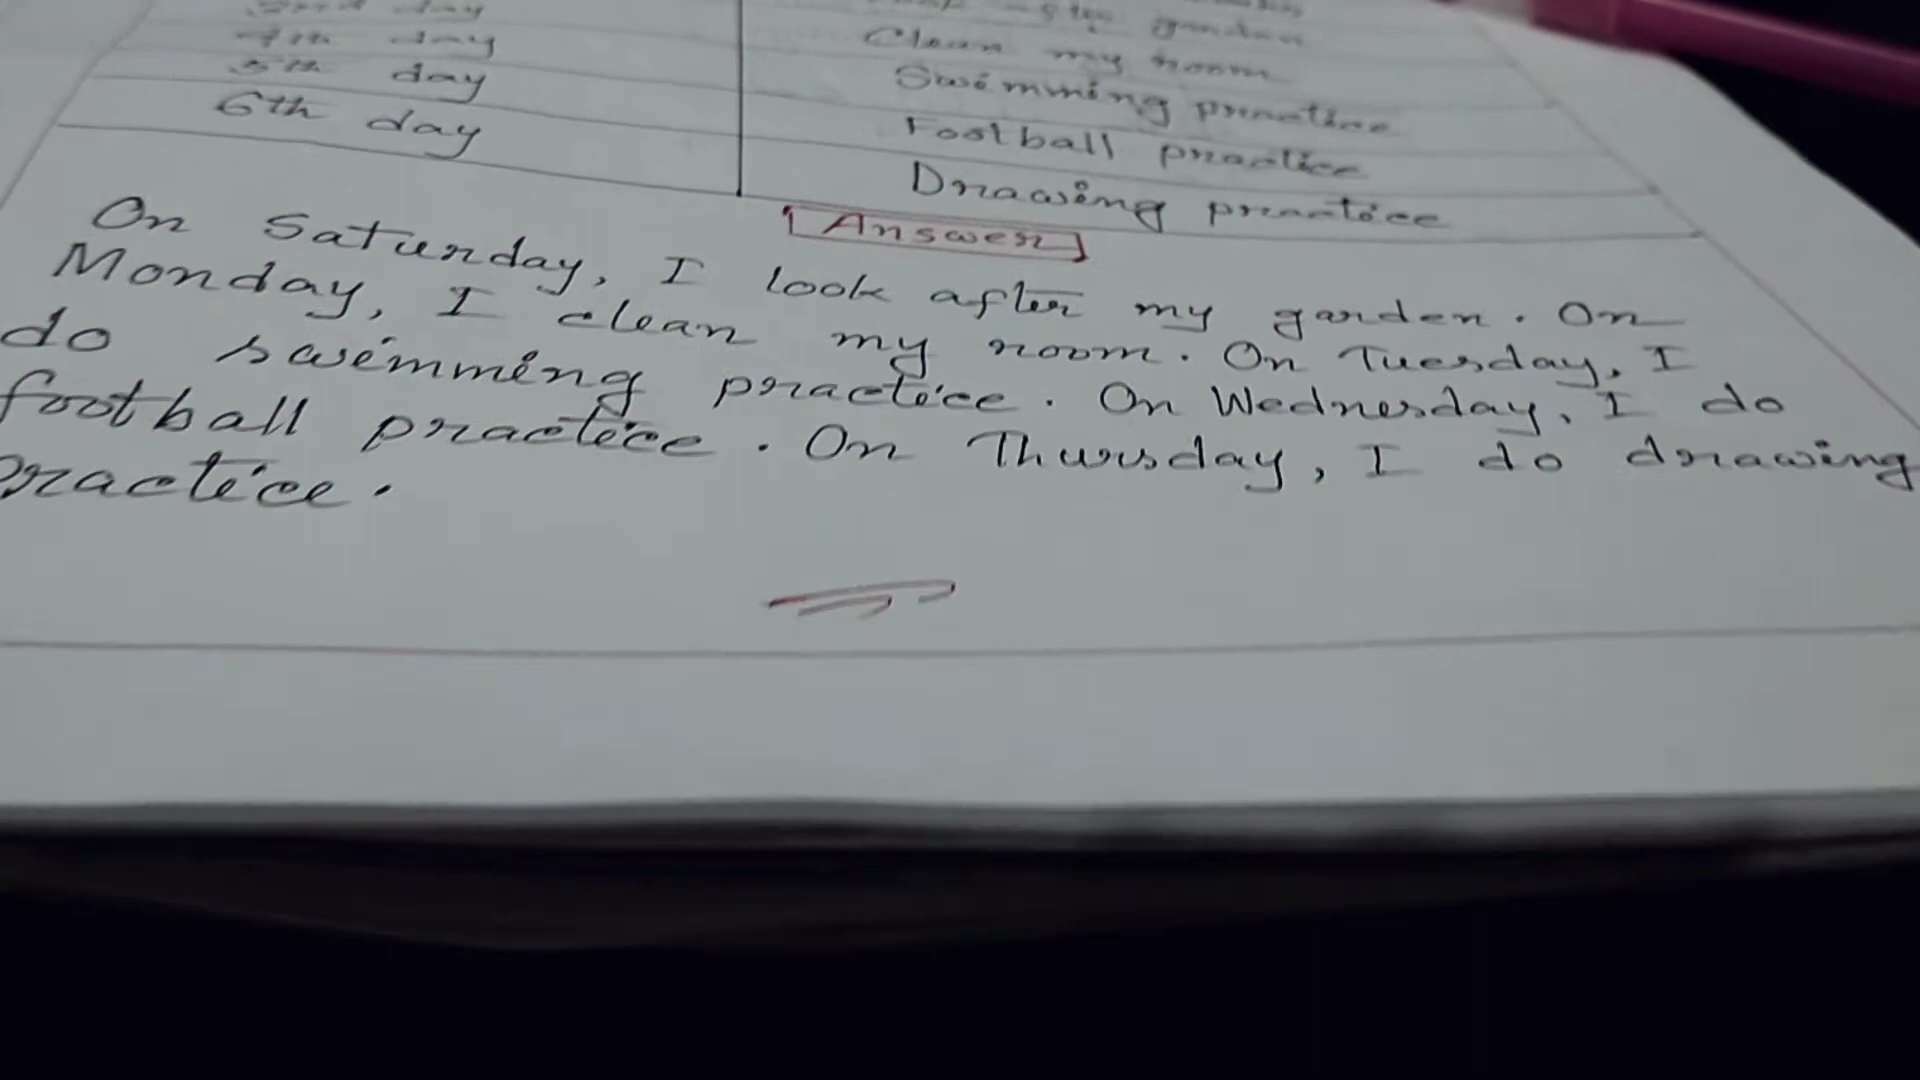 day
4th day
garden
Clean my room
5th day
Swimming practice
6th day
Football practice
Drawing practice
Answer
On Saturday, I look after my garden. On
Monday, I clean my room. On Tuesday, I
do swimming practice. On Wednesday, I do
football practice. On Thursday, I do drawing
practice.